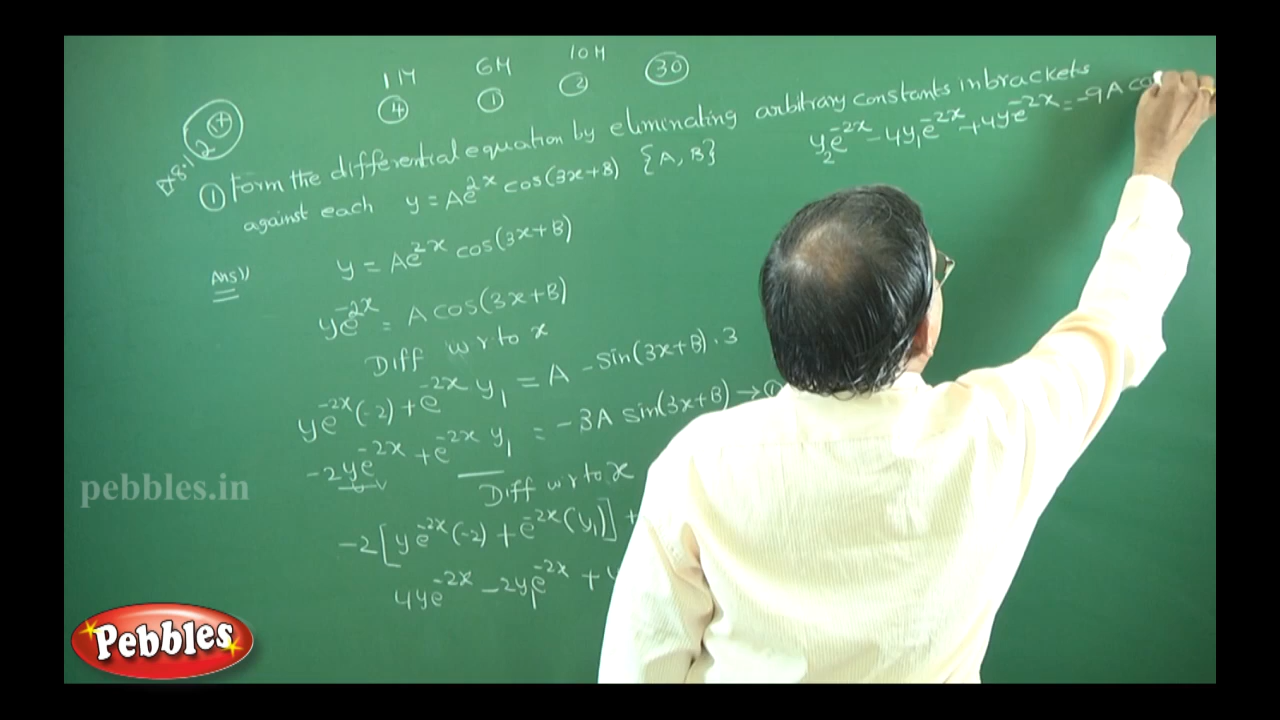 1M 6M 10M
4 1 2 30
8.1 2 +
① Form the differential equation by eliminating arbitrary constants in brackets
against each y = Ae^2x cos(3x+B) {A, B}
Ans))
y = Ae^2x cos(3x+B)
ye^-2x = A cos(3x+B)
Diff w r to x
ye^-2x (-2) + e^-2x y₁ = A -sin(3x+B) . 3
-2ye^-2x + e^-2x y₁ = -3A sin(3x+B) → ①
Diff w r to x
-2[ye^-2x (-2) + e^-2x (y₁)] +
4ye^-2x - 2y₁e^-2x +
y₂e^-2x - 4y₁e^-2x + 4ye^-2x = -9A co
pebbles.in
Pebbles